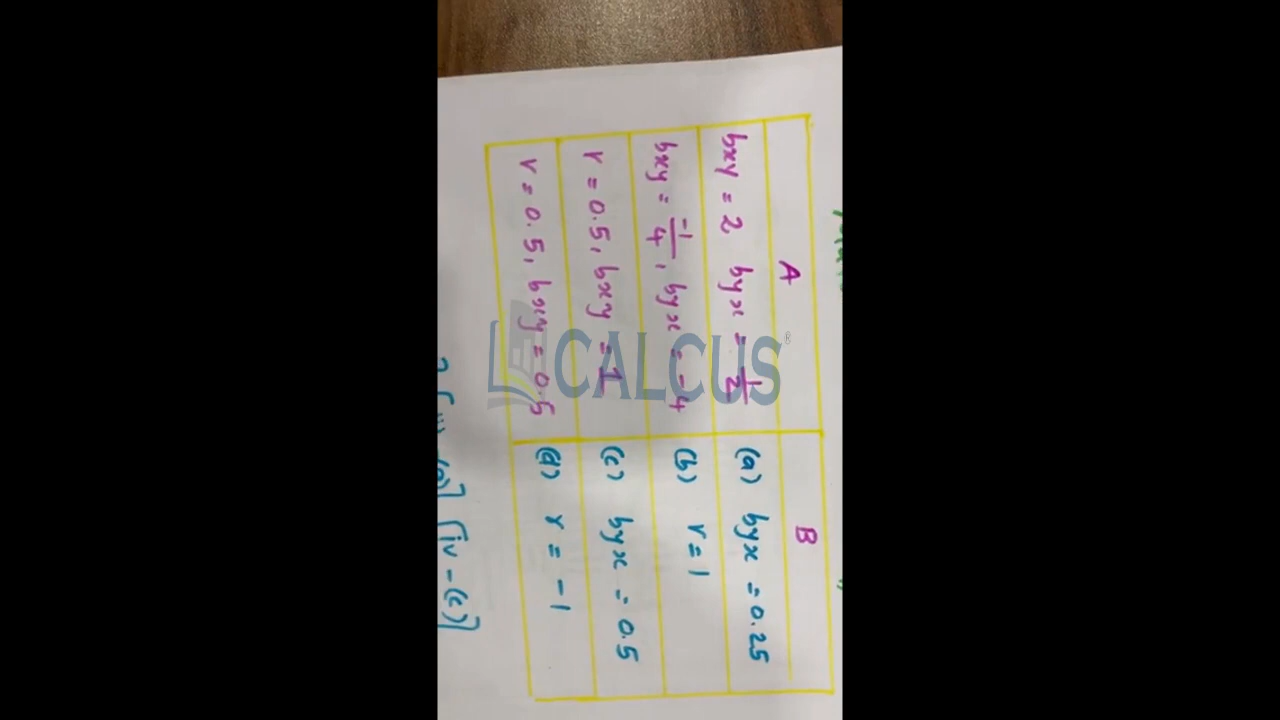 A B
bxy = 2 byx = 1/2 (a) byx = 0.25
bxy = -1/4, byx = -4 (b) r = 1
r = 0.5, bxy = 1 (c) byx = 0.5
r = 0.5, bxy = 0.5 (d) r = -1
(a)] [iv - (c)]
CALCUS®